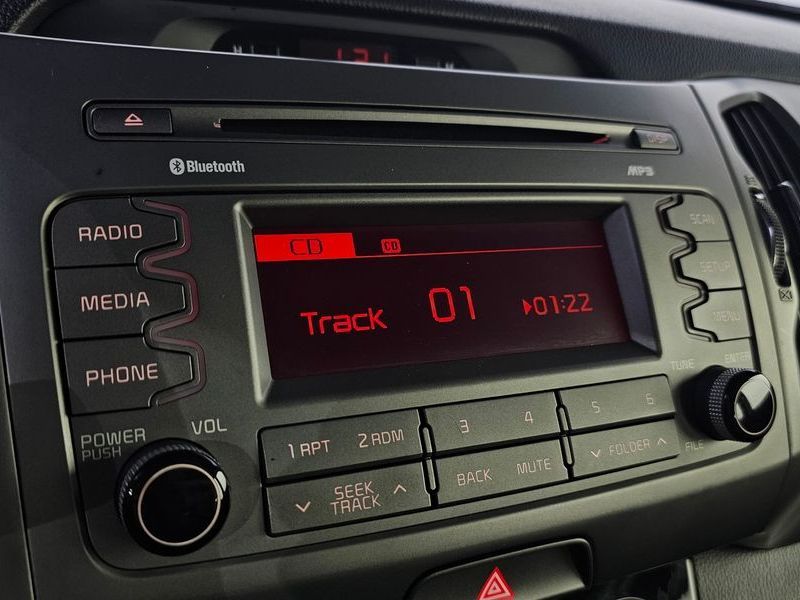 Bluetooth
MP3
RADIO
MEDIA
PHONE
CD
CD
Track 01 01:22
SCAN
SETUP
MENU
POWER
PUSH
VOL
1 RPT 2 RDM
3 4
5 6
SEEK
TRACK
BACK MUTE
FOLDER
TUNE ENTER
FILE